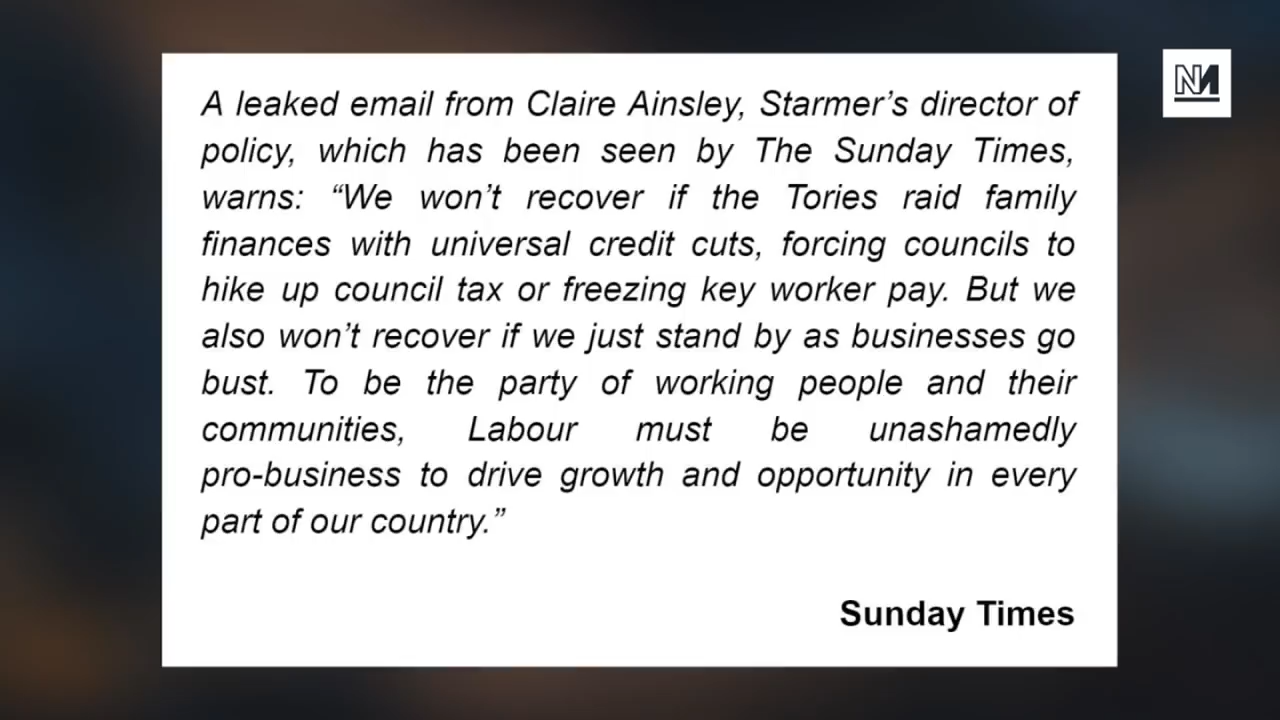 A leaked email from Claire Ainsley, Starmer’s director of
policy, which has been seen by The Sunday Times,
warns: “We won’t recover if the Tories raid family
finances with universal credit cuts, forcing councils to
hike up council tax or freezing key worker pay. But we
also won’t recover if we just stand by as businesses go
bust. To be the party of working people and their
communities, Labour must be unashamedly
pro-business to drive growth and opportunity in every
part of our country.”
Sunday Times
NM